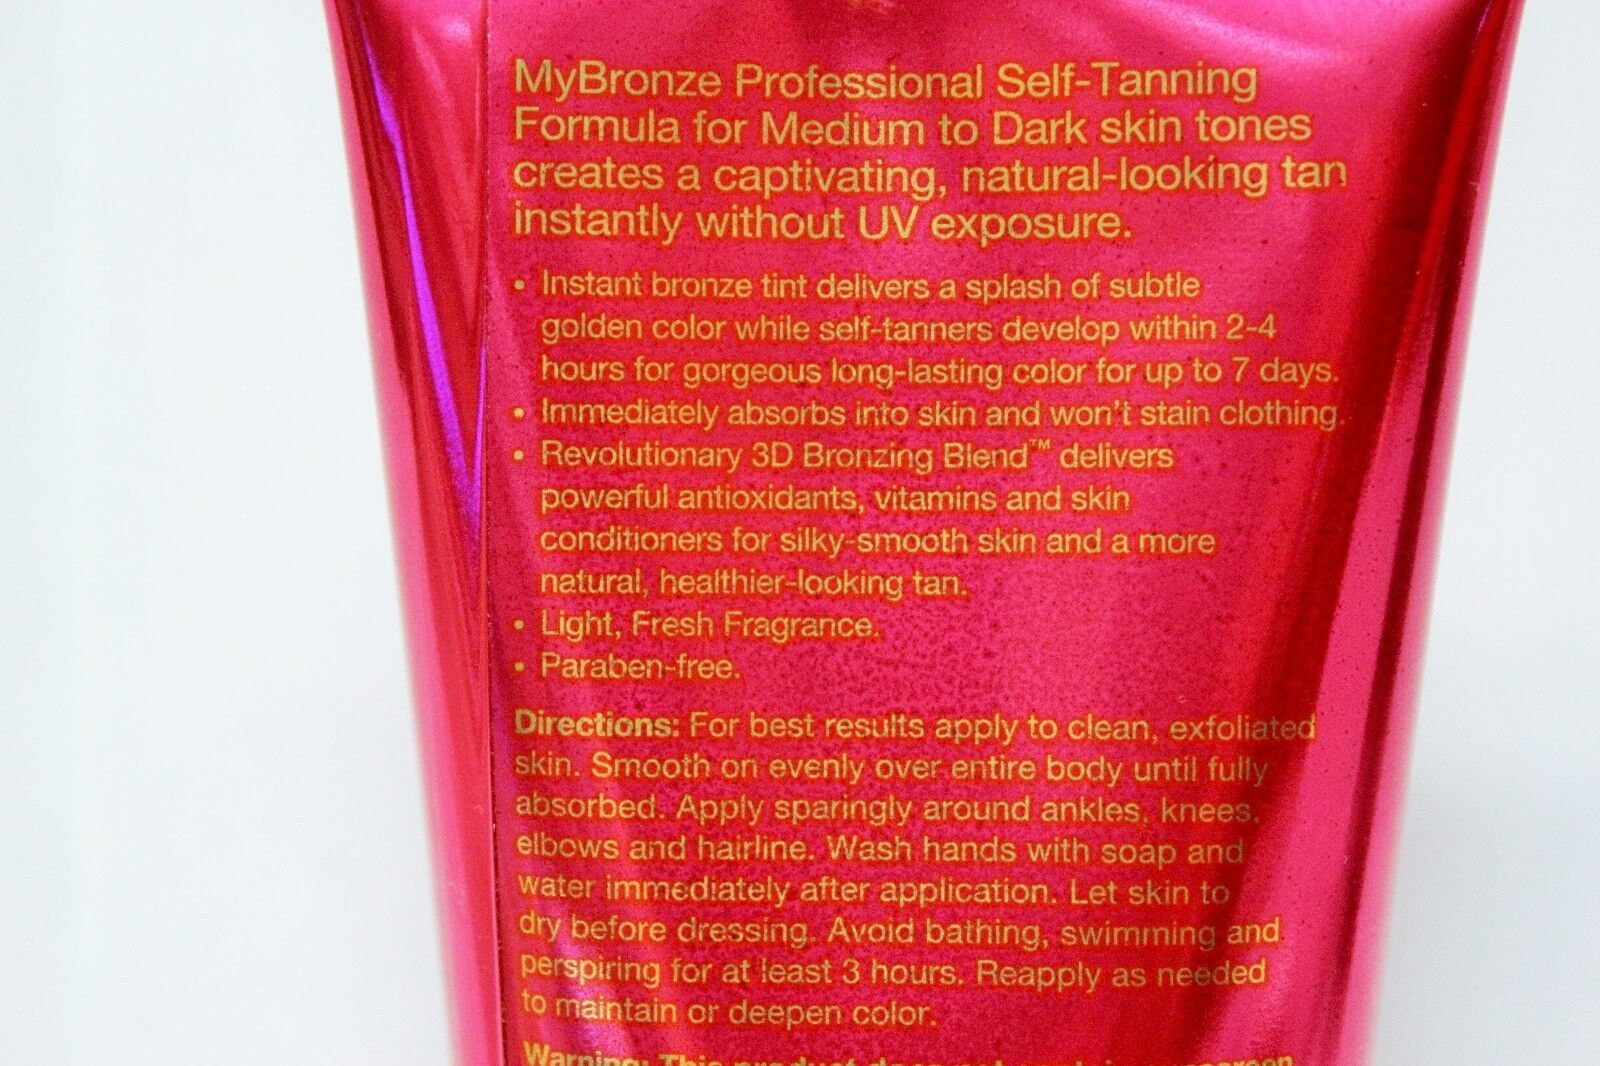 MyBronze Professional Self-Tanning
Formula for Medium to Dark skin tones
creates a captivating, natural-looking tan
instantly without UV exposure.
• Instant bronze tint delivers a splash of subtle
golden color while self-tanners develop within 2-4
hours for gorgeous long-lasting color for up to 7 days.
• Immediately absorbs into skin and won't stain clothing.
• Revolutionary 3D Bronzing Blend™ delivers
powerful antioxidants, vitamins and skin
conditioners for silky-smooth skin and a more
natural, healthier-looking tan.
• Light, Fresh Fragrance.
• Paraben-free.
Directions: For best results apply to clean, exfoliated
skin. Smooth on evenly over entire body until fully
absorbed. Apply sparingly around ankles, knees,
elbows and hairline. Wash hands with soap and
water immediately after application. Let skin to
dry before dressing. Avoid bathing, swimming and
perspiring for at least 3 hours. Reapply as needed
to maintain or deepen color.
Warning: This product does